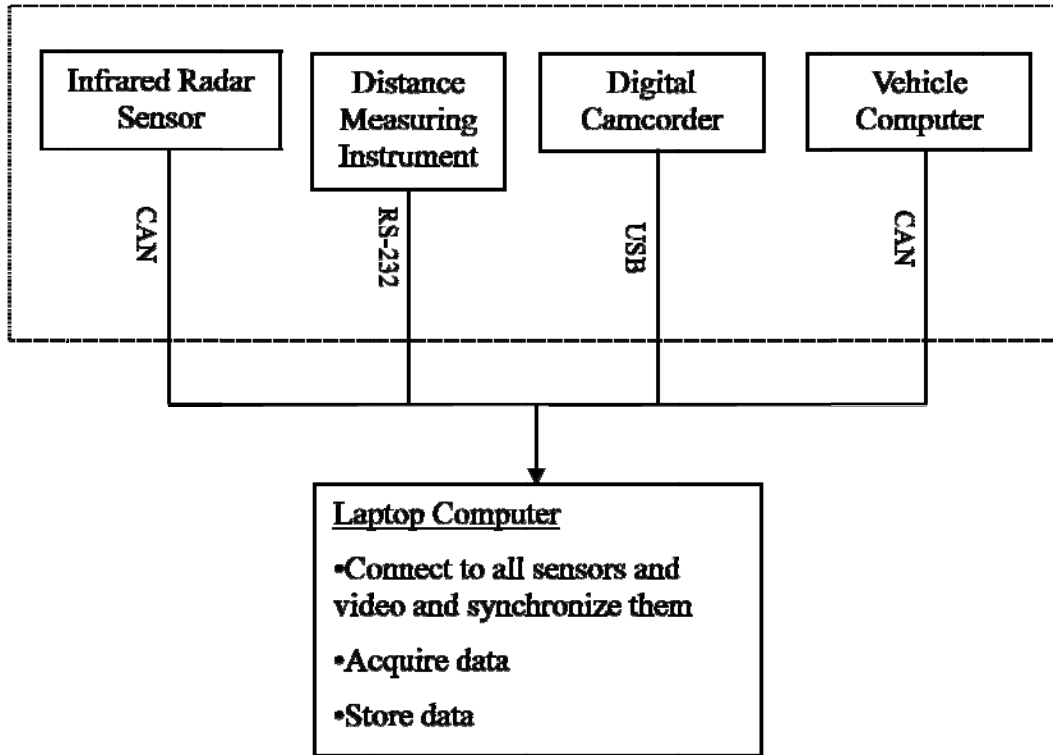 Infrared Radar
Sensor
Distance
Measuring
Instrument
Digital
Camcorder
Vehicle
Computer
CAN
RS-232
USB
CAN
Laptop Computer
•Connect to all sensors and
video and synchronize them
•Acquire data
•Store data